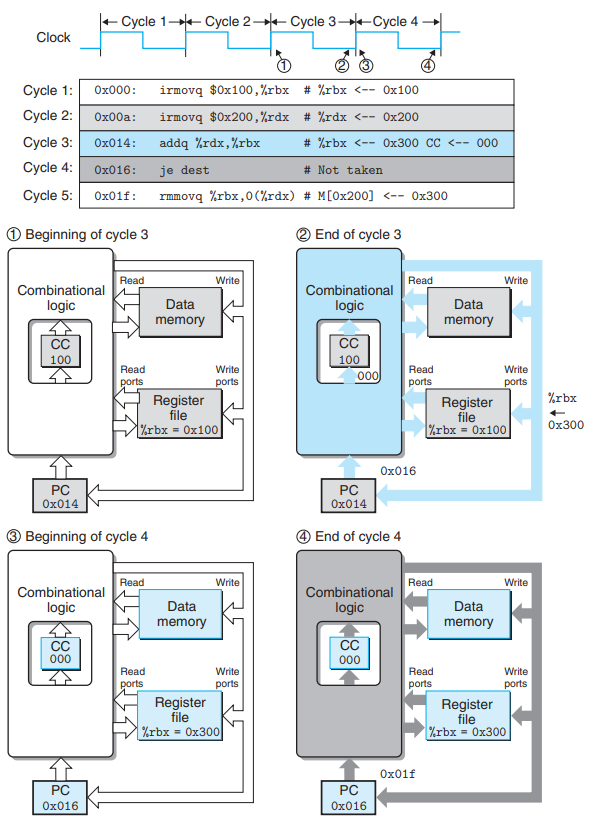 Cycle 1 Cycle 2 Cycle 3 Cycle 4
Clock
① ② ③ ④
Cycle 1: 0x000: irmovq $0x100,%rbx # %rbx <-- 0x100
Cycle 2: 0x00a: irmovq $0x200,%rdx # %rdx <-- 0x200
Cycle 3: 0x014: addq %rdx,%rbx # %rbx <-- 0x300 CC <-- 000
Cycle 4: 0x016: je dest # Not taken
Cycle 5: 0x01f: rmmovq %rbx,0(%rdx) # M[0x200] <-- 0x300
① Beginning of cycle 3
Combinational
logic
CC
100
Read
Write
Data
memory
Read
ports
Write
ports
Register
file
%rbx = 0x100
PC
0x014
② End of cycle 3
Combinational
logic
CC
100
000
Read
Write
Data
memory
Read
ports
Write
ports
Register
file
%rbx = 0x100
%rbx
0x300
0x016
PC
0x014
③ Beginning of cycle 4
Combinational
logic
CC
000
Read
Write
Data
memory
Read
ports
Write
ports
Register
file
%rbx = 0x300
PC
0x016
④ End of cycle 4
Combinational
logic
CC
000
Read
Write
Data
memory
Read
ports
Write
ports
Register
file
%rbx = 0x300
0x01f
PC
0x016